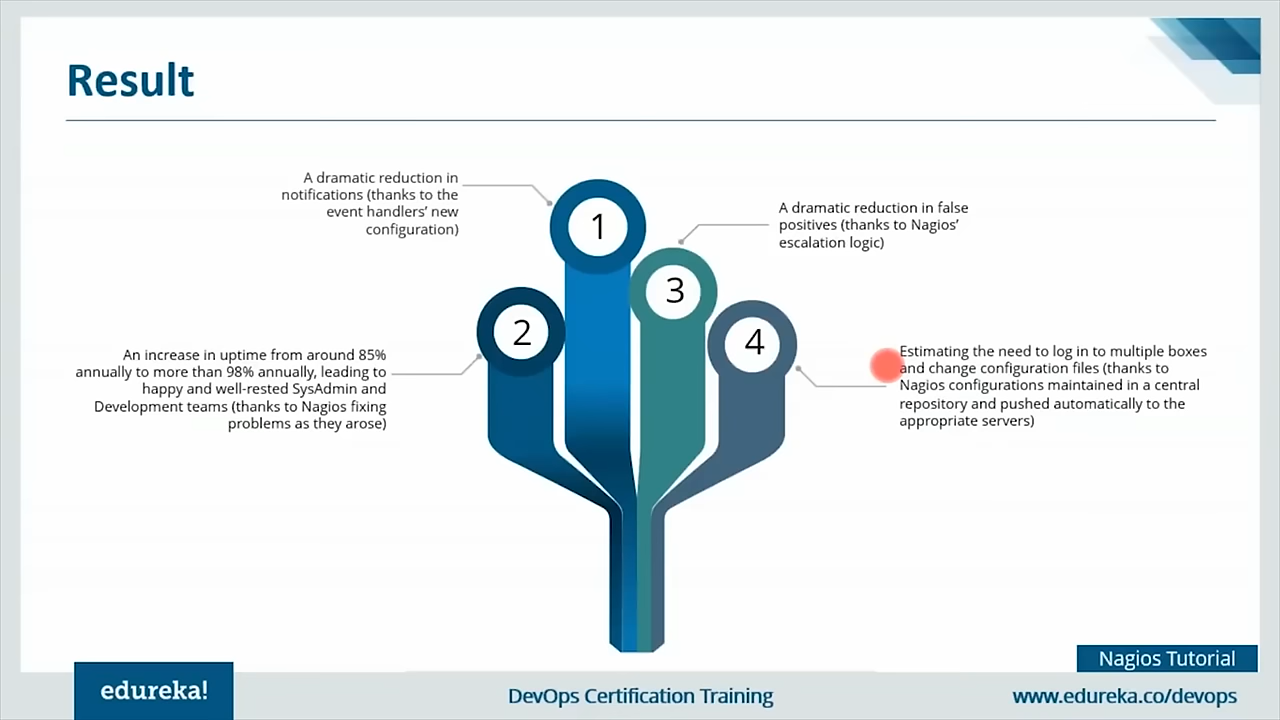 Result
A dramatic reduction in
notifications (thanks to the
event handlers’ new
configuration)
1
An increase in uptime from around 85%
annually to more than 98% annually, leading to
happy and well-rested SysAdmin and
Development teams (thanks to Nagios fixing
problems as they arose)
2
A dramatic reduction in false
positives (thanks to Nagios’
escalation logic)
3
Estimating the need to log in to multiple boxes
and change configuration files (thanks to
Nagios configurations maintained in a central
repository and pushed automatically to the
appropriate servers)
4
Nagios Tutorial
edureka!
DevOps Certification Training
www.edureka.co/devops